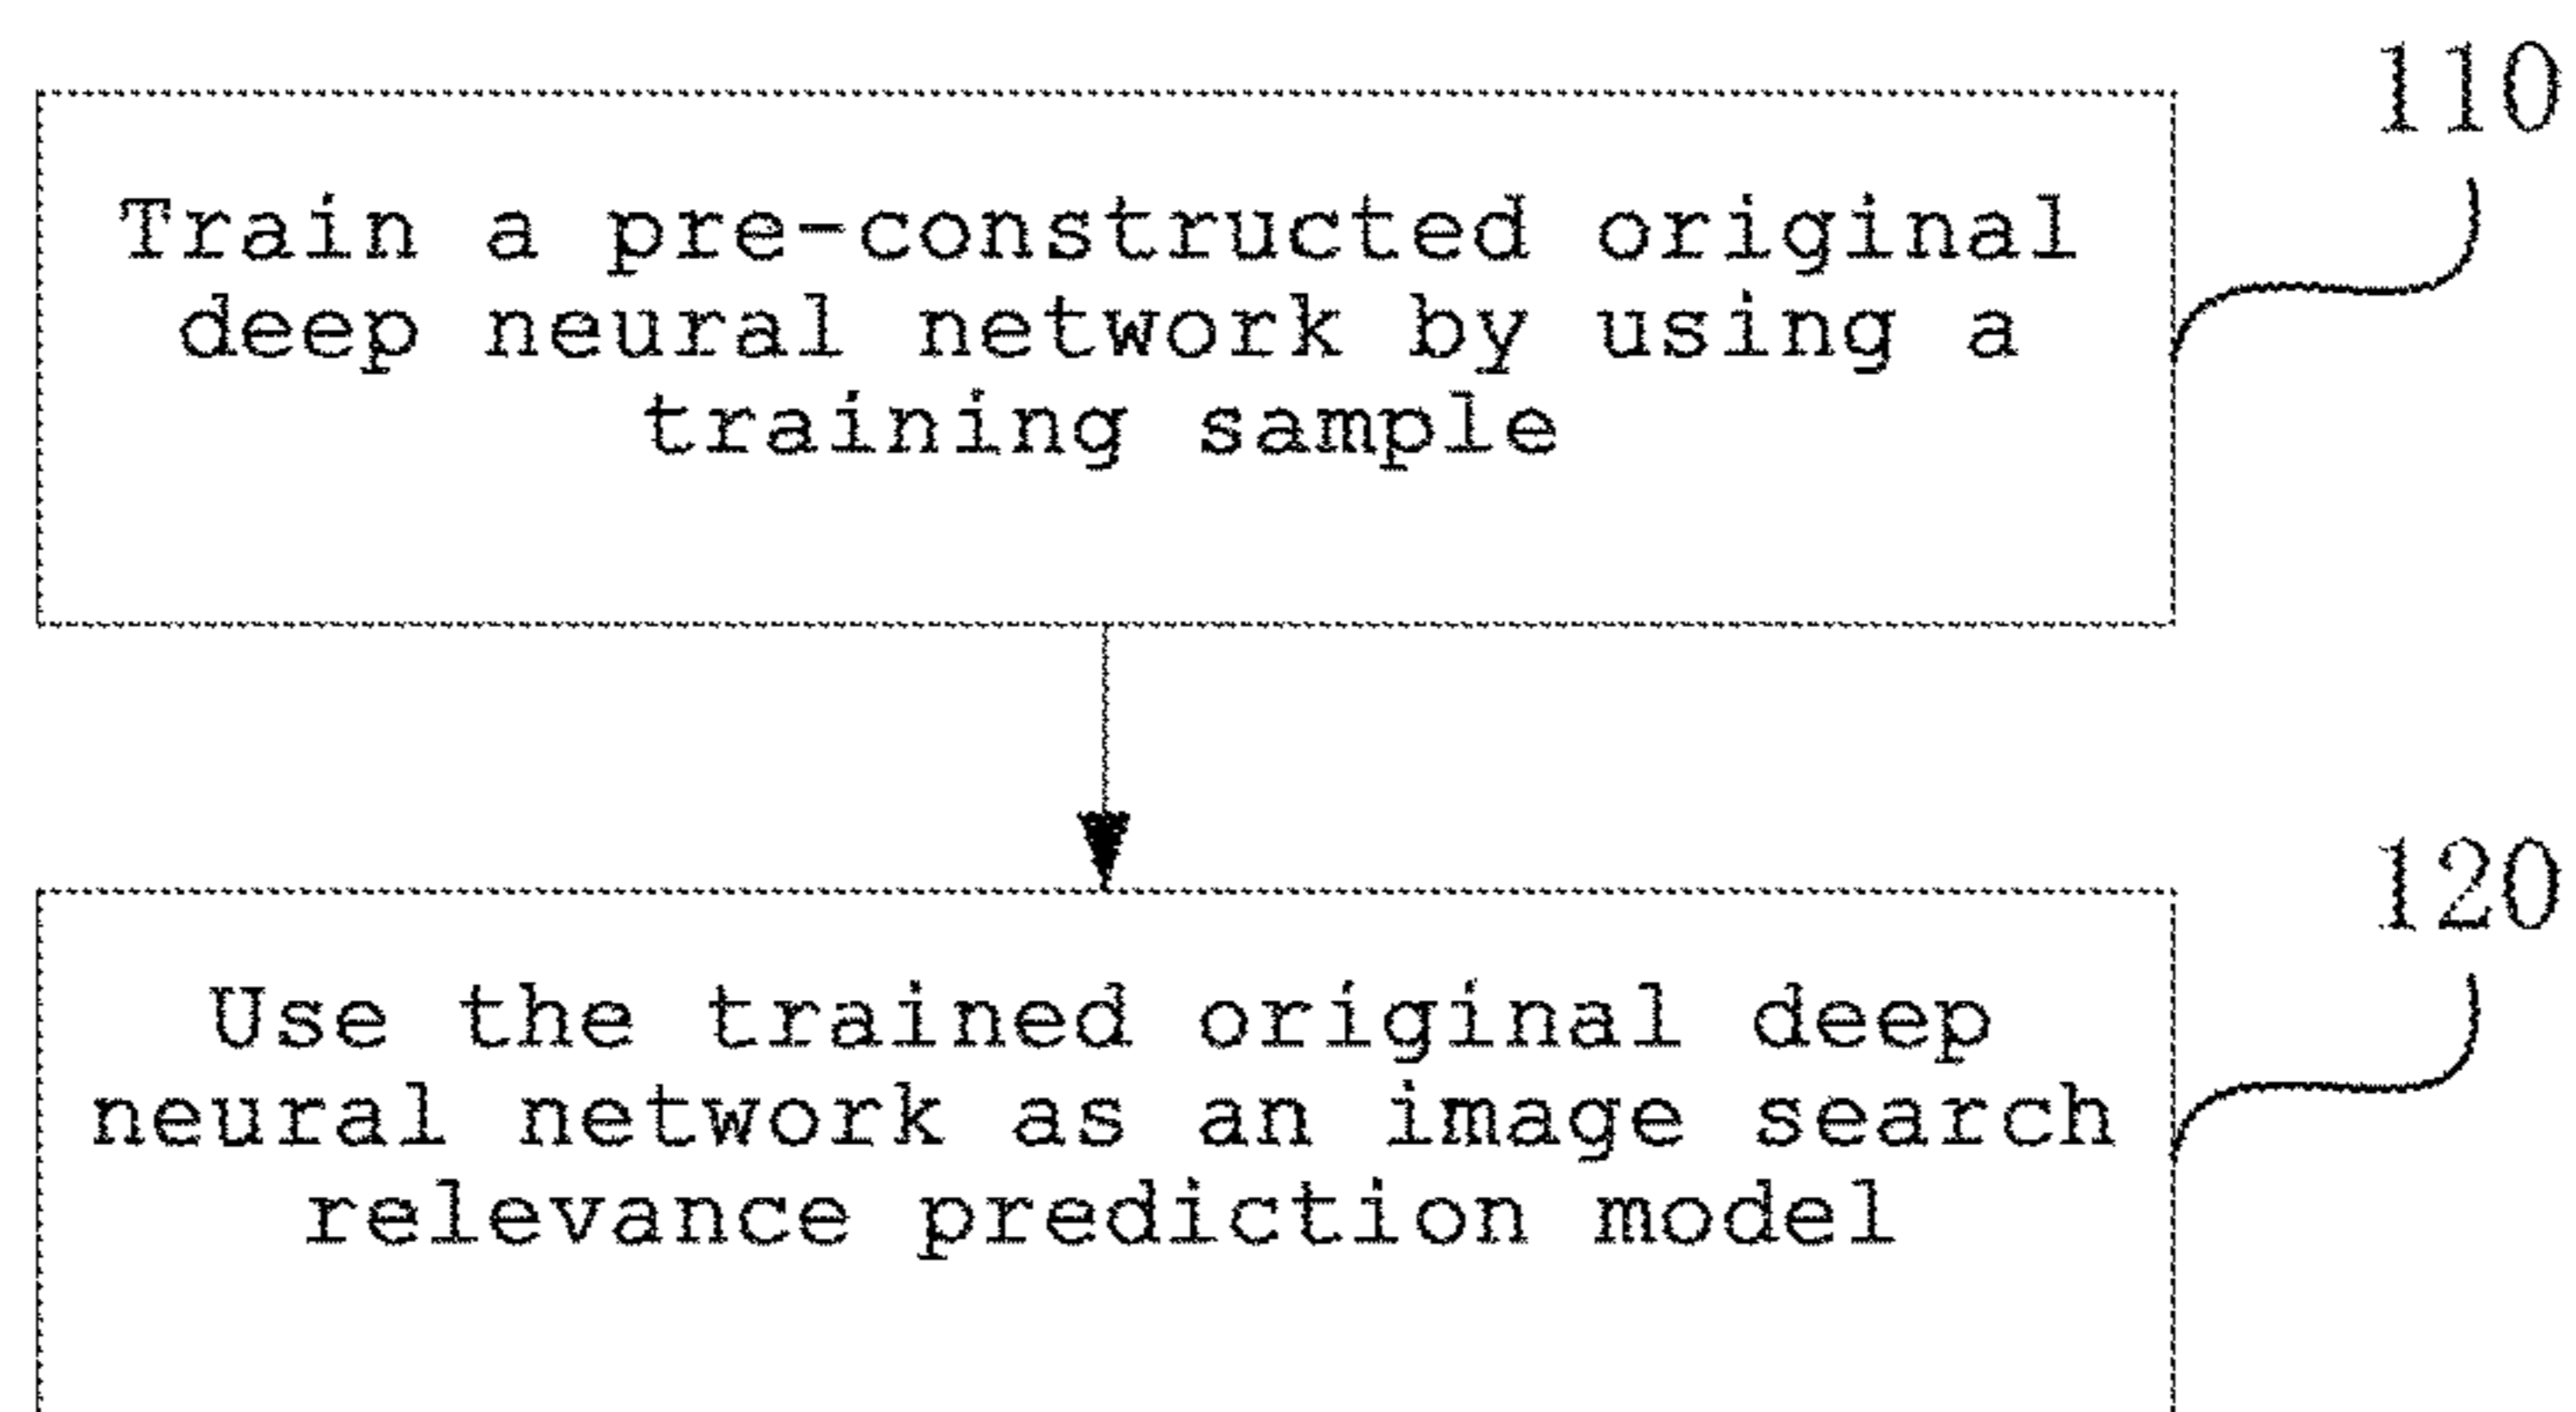 110
Train a pre-constructed original
deep neural network by using a
training sample
120
Use the trained original deep
neural network as an image search
relevance prediction model